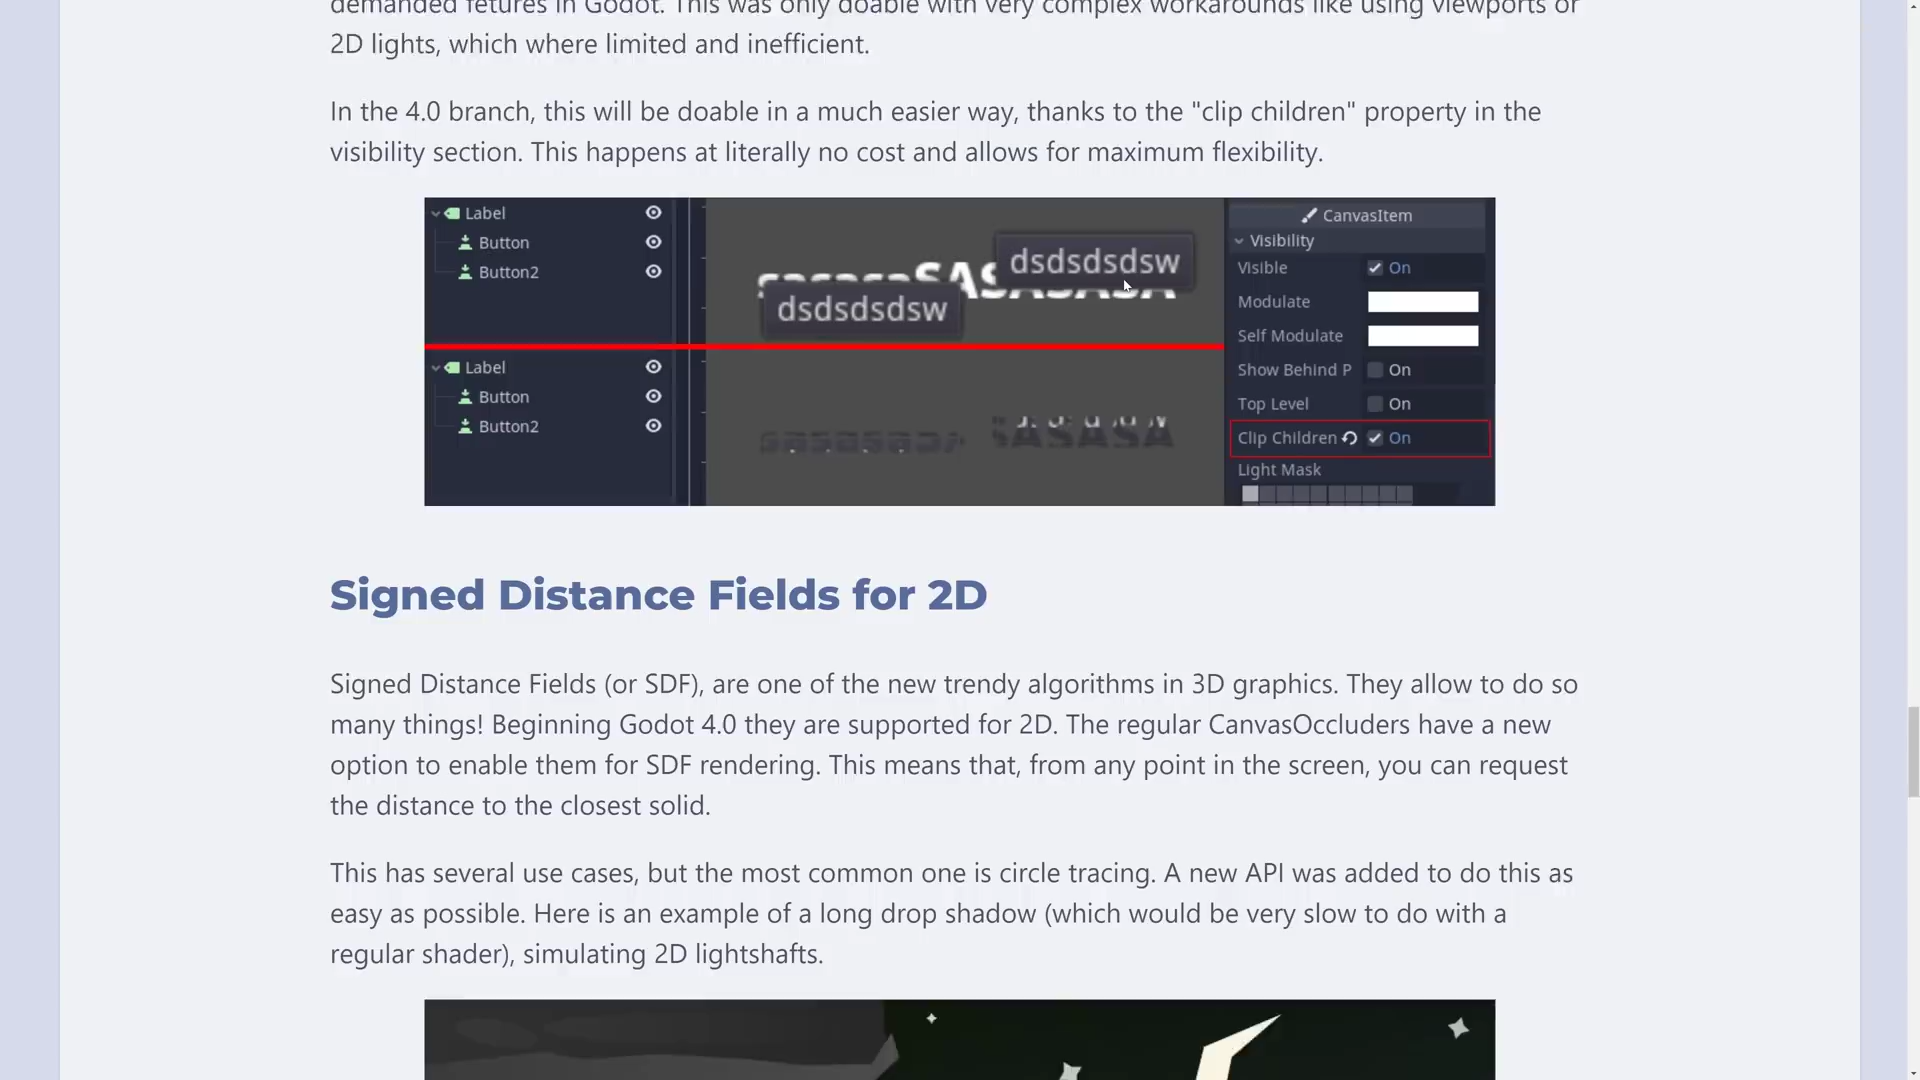 demanded fetures in Godot. This was only doable with very complex workarounds like using viewports or
2D lights, which where limited and inefficient.
In the 4.0 branch, this will be doable in a much easier way, thanks to the "clip children" property in the
visibility section. This happens at literally no cost and allows for maximum flexibility.
Label
Button
Button2
dsdsdsdsw
sasasaSASASASA
dsdsdsdsw
Label
Button
Button2
CanvasItem
Visibility
Visible On
Modulate
Self Modulate
Show Behind P On
Top Level On
Clip Children On
Light Mask
Signed Distance Fields for 2D
Signed Distance Fields (or SDF), are one of the new trendy algorithms in 3D graphics. They allow to do so
many things! Beginning Godot 4.0 they are supported for 2D. The regular CanvasOccluders have a new
option to enable them for SDF rendering. This means that, from any point in the screen, you can request
the distance to the closest solid.
This has several use cases, but the most common one is circle tracing. A new API was added to do this as
easy as possible. Here is an example of a long drop shadow (which would be very slow to do with a
regular shader), simulating 2D lightshafts.